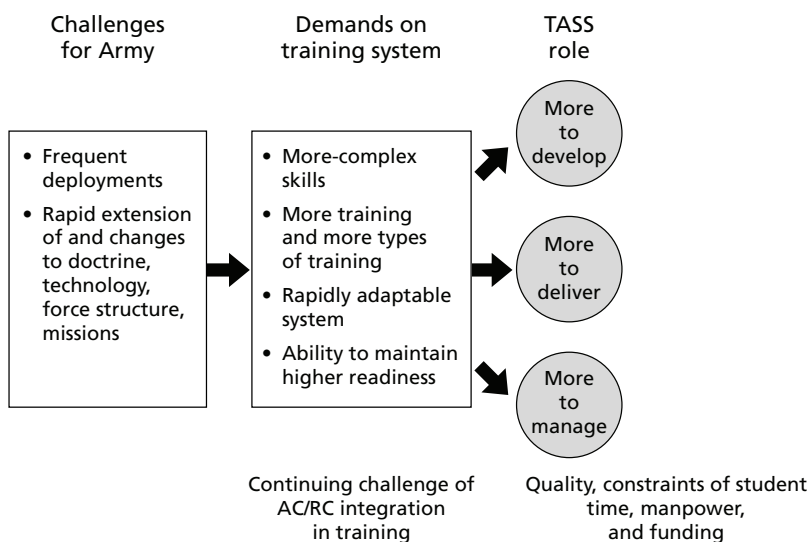 Challenges
for Army
Demands on
training system
TASS
role
• Frequent
deployments
• Rapid extension
of and changes
to doctrine,
technology,
force structure,
missions
• More-complex
skills
• More training
and more types
of training
• Rapidly adaptable
system
• Ability to maintain
higher readiness
More
to
develop
More
to
deliver
More
to
manage
Continuing challenge of
AC/RC integration
in training
Quality, constraints of student
time, manpower,
and funding